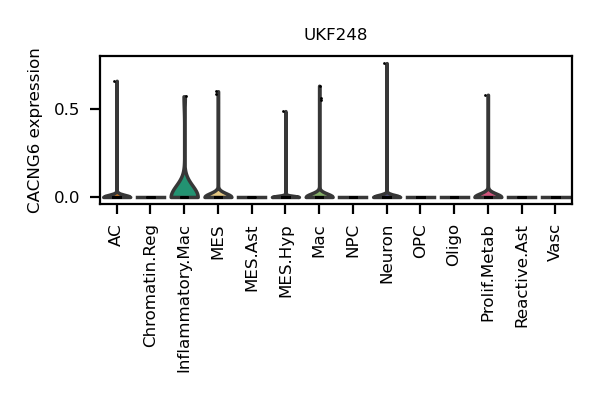 UKF248
CACNG6 expression
0.5
0.0
AC
Chromatin.Reg
Inflammatory.Mac
MES
MES.Ast
MES.Hyp
Mac
NPC
Neuron
OPC
Oligo
Prolif.Metab
Reactive.Ast
Vasc